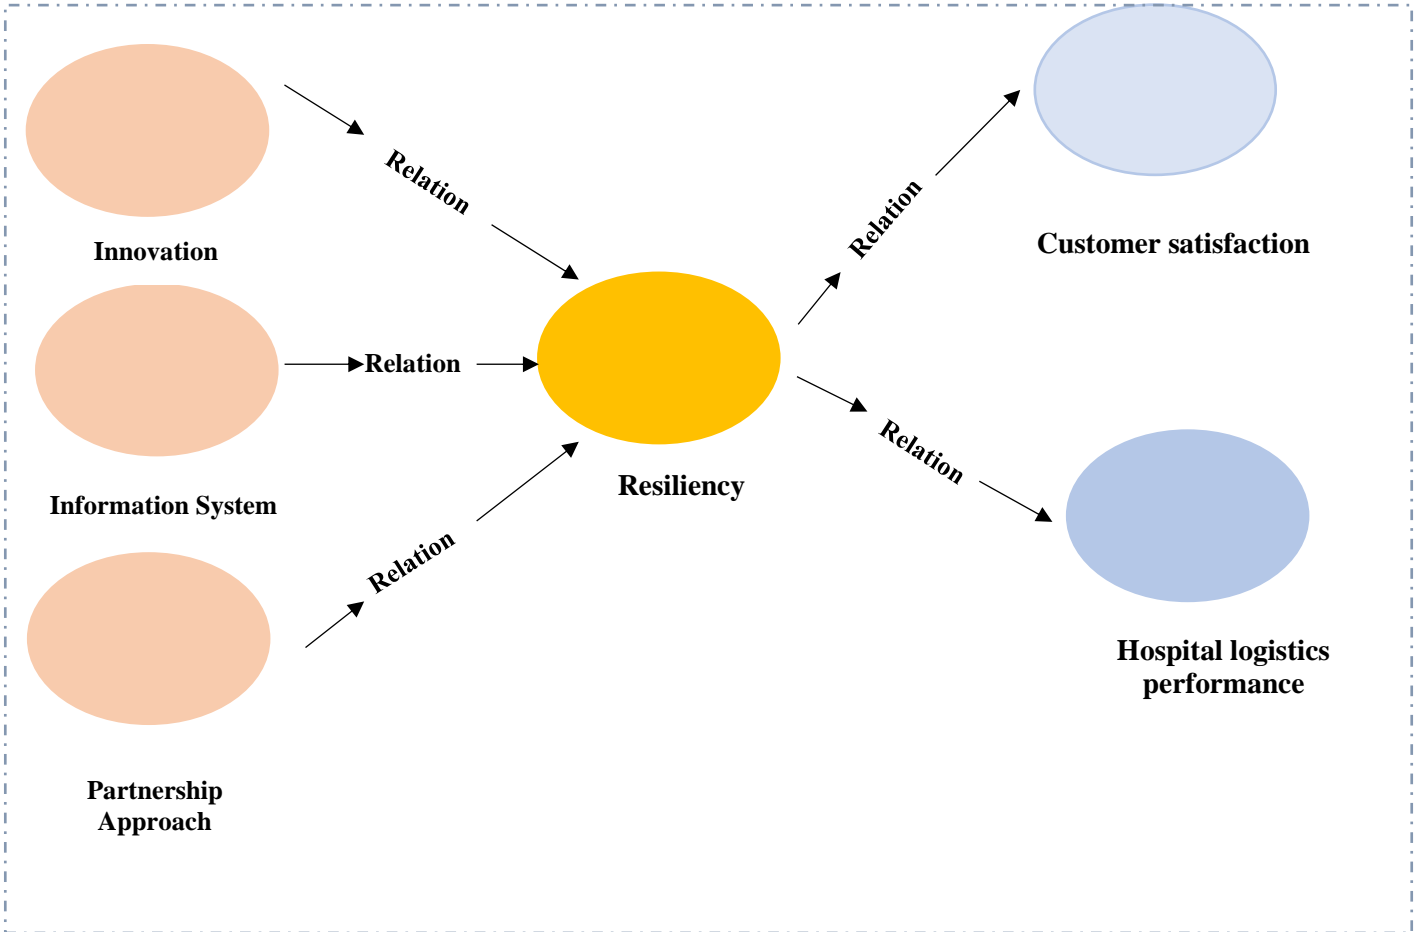 Innovation
Relation
Information System
Relation
Partnership
Approach
Relation
Resiliency
Relation
Customer satisfaction
Relation
Hospital logistics
performance